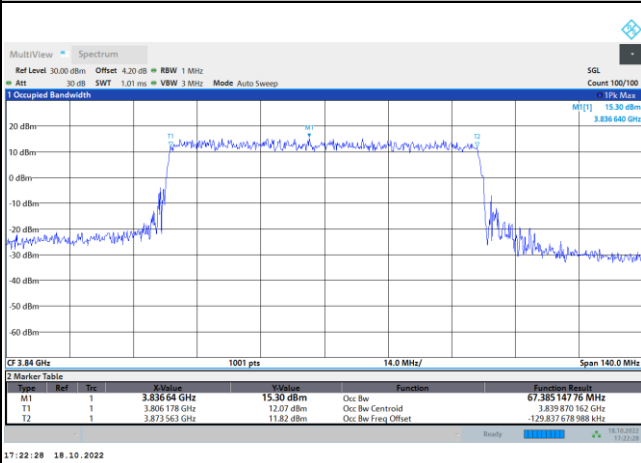 MultiView Spectrum
Ref Level 30.00 dBm Offset 4.20 dB RBW 1 MHz SGL
Att 30 dB SWT 1.01 ms VBW 3 MHz Mode Auto Sweep Count 100/100
1 Occupied Bandwidth 1Pk Max
M1[1] 15.30 dBm
3.836 640 GHz
20 dBm
T1 M1 T2
10 dBm
0 dBm
-10 dBm
-20 dBm
-30 dBm
-40 dBm
-50 dBm
-60 dBm
CF 3.84 GHz 1001 pts 14.0 MHz/ Span 140.0 MHz
2 Marker Table
Type Ref Trc X-Value Y-Value Function Function Result
M1 1 3.836 64 GHz 15.30 dBm Occ Bw 67.385 147 76 MHz
T1 1 3.806 178 GHz 12.07 dBm Occ Bw Centroid 3.839 870 162 GHz
T2 1 3.873 563 GHz 11.82 dBm Occ Bw Freq Offset -129.837 678 988 kHz
Ready 18.10.2022
17:22:28
17:22:28 18.10.2022